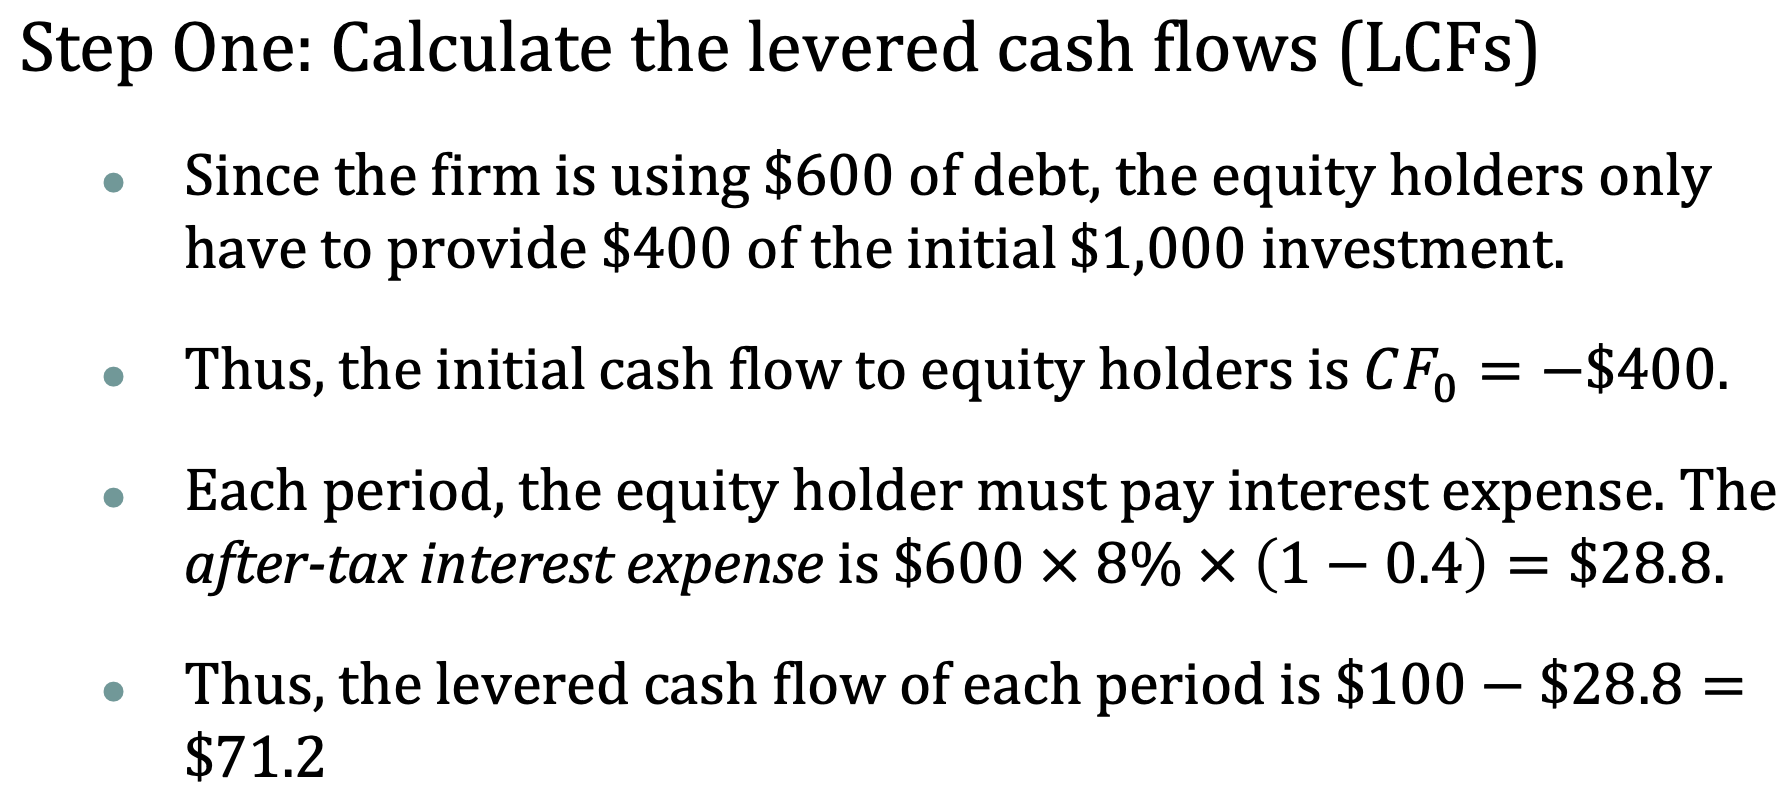 Step One: Calculate the levered cash flows (LCFs)
• Since the firm is using $600 of debt, the equity holders only
have to provide $400 of the initial $1,000 investment.
• Thus, the initial cash flow to equity holders is CF₀ = −$400.
• Each period, the equity holder must pay interest expense. The
after-tax interest expense is $600 × 8% × (1 − 0.4) = $28.8.
• Thus, the levered cash flow of each period is $100 − $28.8 =
$71.2